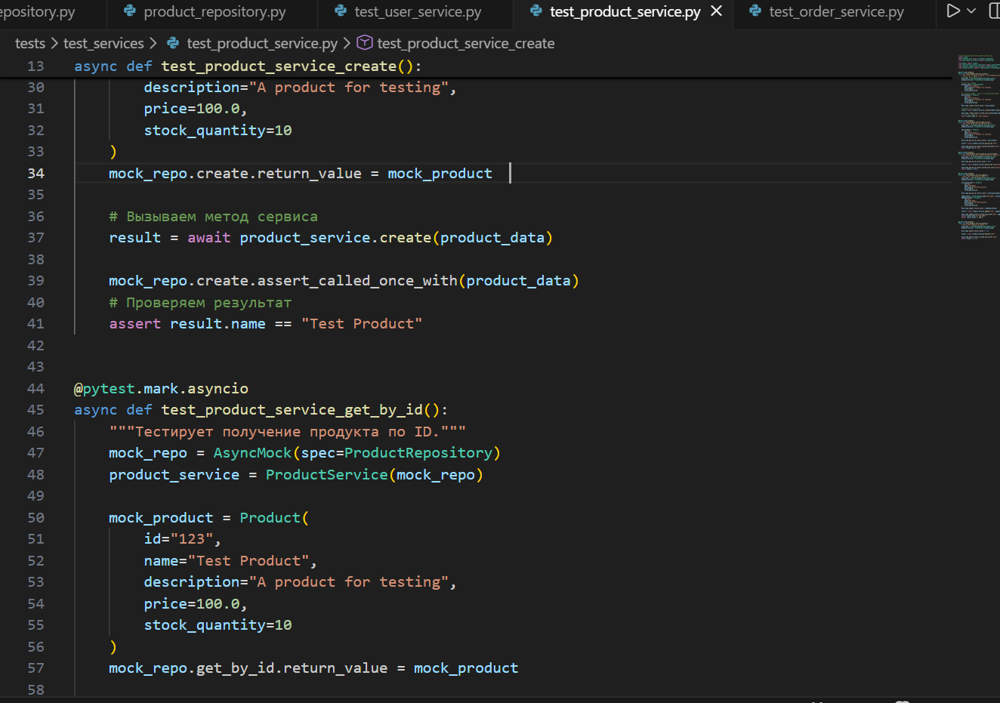 epository.py product_repository.py test_user_service.py test_product_service.py test_order_service.py
tests > test_services > test_product_service.py > test_product_service_create
13 async def test_product_service_create():
30 description="A product for testing",
31 price=100.0,
32 stock_quantity=10
33 )
34 mock_repo.create.return_value = mock_product
35
36 # Вызываем метод сервиса
37 result = await product_service.create(product_data)
38
39 mock_repo.create.assert_called_once_with(product_data)
40 # Проверяем результат
41 assert result.name == "Test Product"
42
43
44 @pytest.mark.asyncio
45 async def test_product_service_get_by_id():
46 """Тестирует получение продукта по ID."""
47 mock_repo = AsyncMock(spec=ProductRepository)
48 product_service = ProductService(mock_repo)
49
50 mock_product = Product(
51 id="123",
52 name="Test Product",
53 description="A product for testing",
54 price=100.0,
55 stock_quantity=10
56 )
57 mock_repo.get_by_id.return_value = mock_product
58